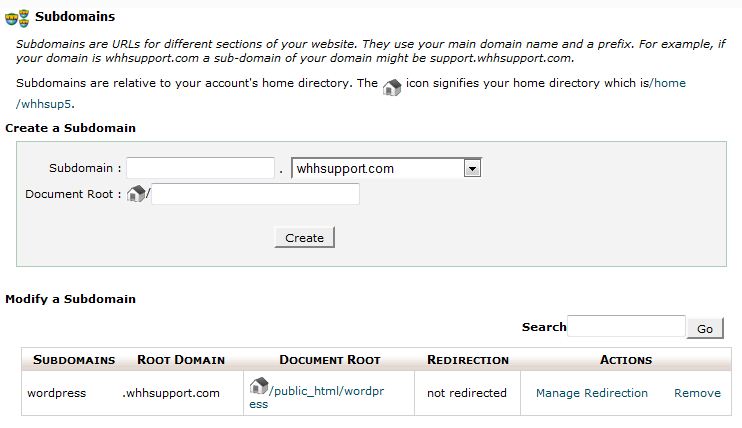 Subdomains
Subdomains are URLs for different sections of your website. They use your main domain name and a prefix. For example, if
your domain is whhsupport.com a sub-domain of your domain might be support.whhsupport.com.
Subdomains are relative to your account's home directory. The icon signifies your home directory which is/home
/whhsup5.
Create a Subdomain
Subdomain : . whhsupport.com
Document Root : /
Create
Modify a Subdomain
Search Go
SUBDOMAINS ROOT DOMAIN DOCUMENT ROOT REDIRECTION ACTIONS
wordpress .whhsupport.com /public_html/wordpr not redirected Manage Redirection Remove
ess